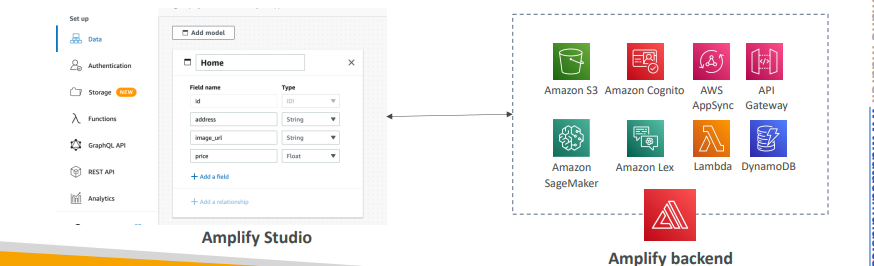 Set up
Data
Authentication
Storage NEW
Functions
GraphQL API
REST API
Analytics
Add model
Home
Field name Type
id ID!
address String
image_url String
price Float
+ Add a field
+ Add a relationship
Amplify Studio
Amazon S3 Amazon Cognito AWS AppSync API Gateway
Amazon SageMaker Amazon Lex Lambda DynamoDB
Amplify backend